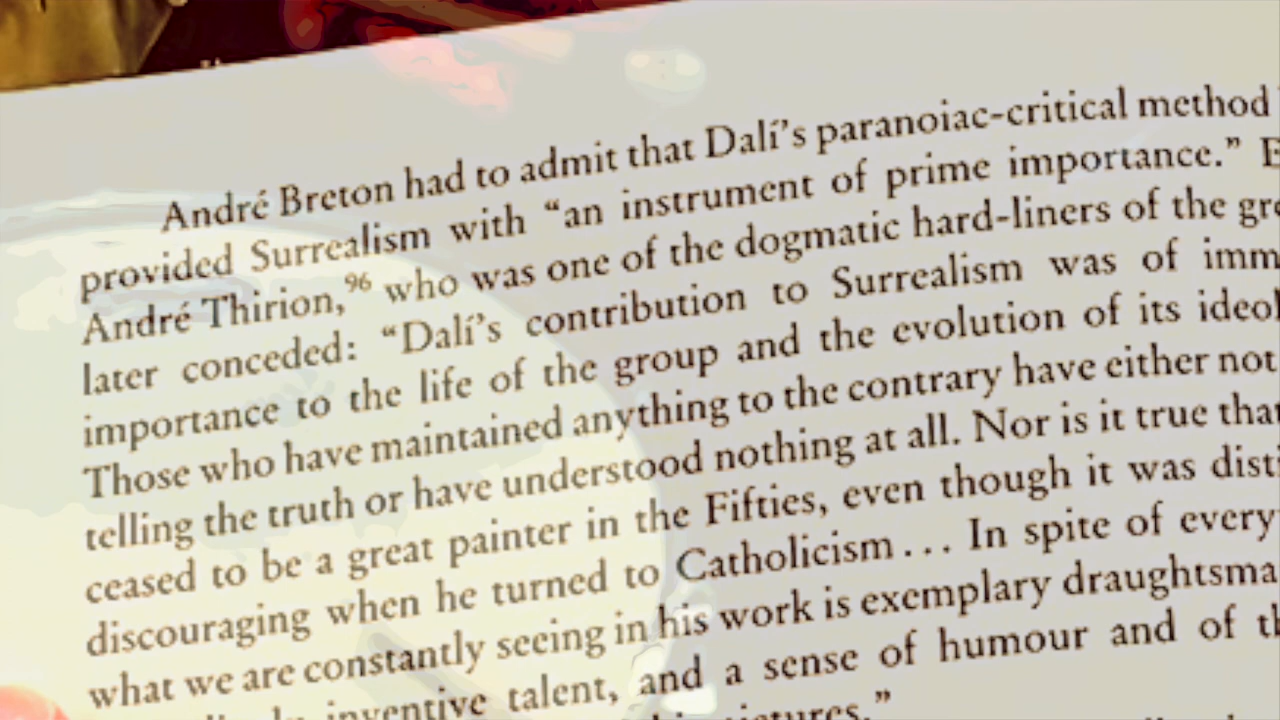 André Breton had to admit that Dalí’s paranoiac-critical method
provided Surrealism with “an instrument of prime importance.” E
André Thirion,⁹⁶ who was one of the dogmatic hard-liners of the gro
later conceded: “Dalí’s contribution to Surrealism was of imm
importance to the life of the group and the evolution of its ideol
Those who have maintained anything to the contrary have either not
telling the truth or have understood nothing at all. Nor is it true that
ceased to be a great painter in the Fifties, even though it was disti
discouraging when he turned to Catholicism... In spite of every
what we are constantly seeing in his work is exemplary draughtsma
inventive talent, and a sense of humour and of th